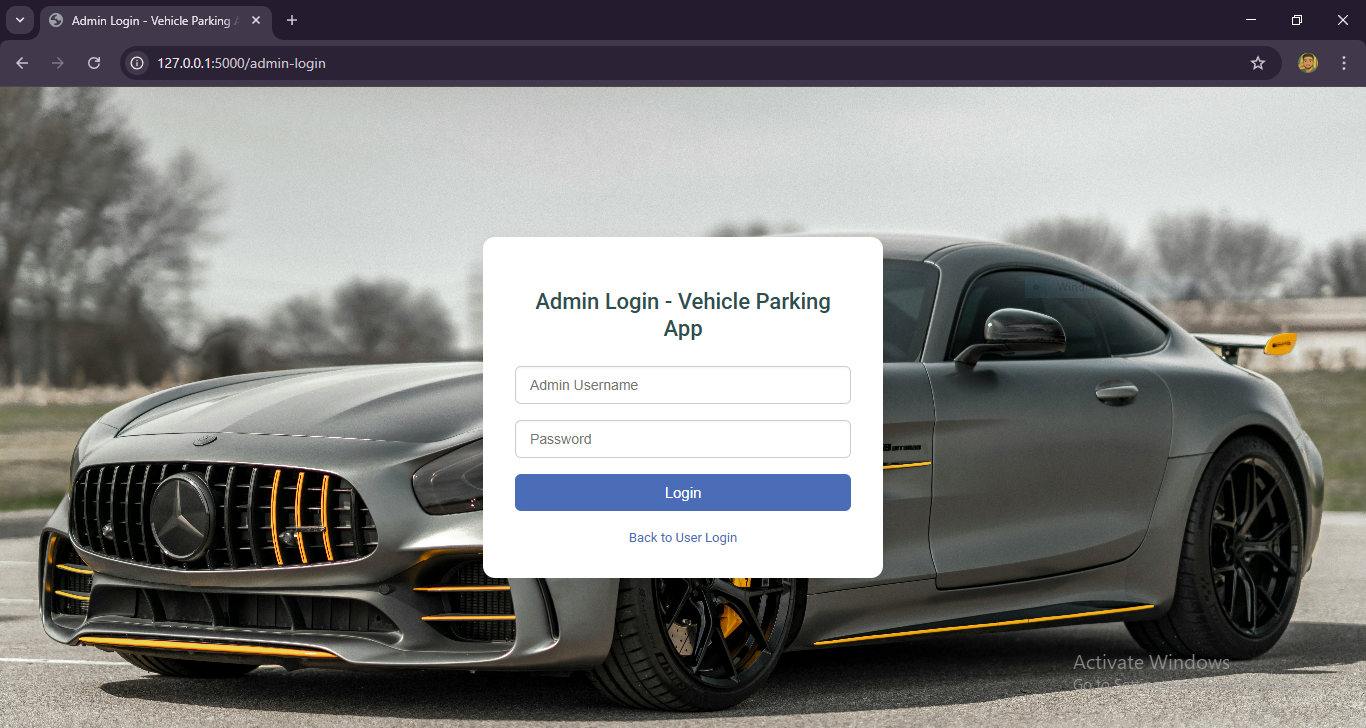 Admin Login - Vehicle Parking
127.0.0.1:5000/admin-login
Admin Login - Vehicle Parking
App
Admin Username
Password
Login
Back to User Login
Activate Windows
Go to